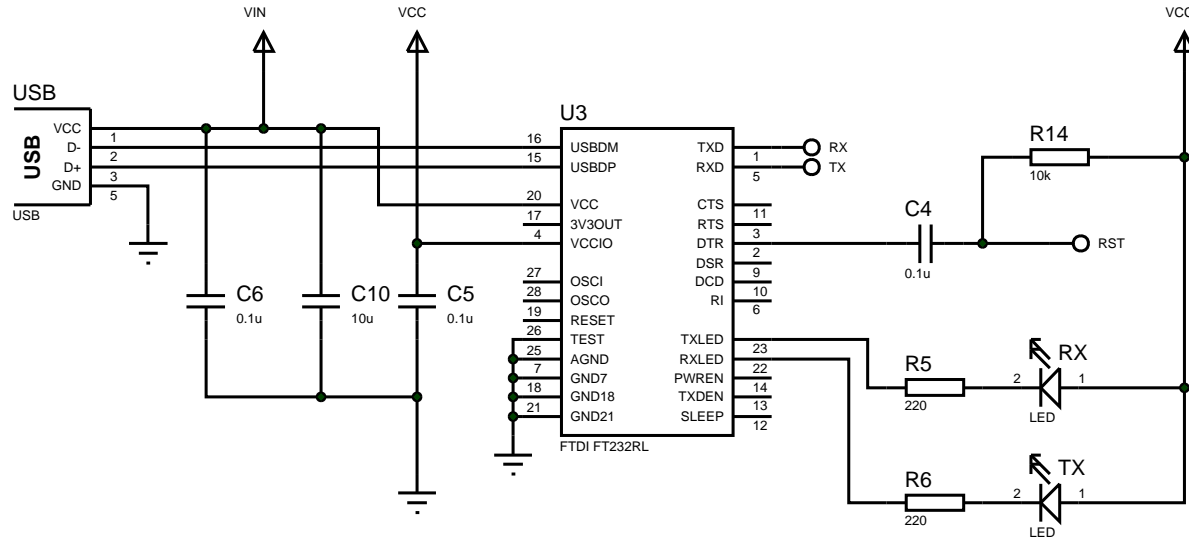 VIN
VCC
VCC
USB
USB
VCC
D-
D+
GND
1
2
3
5
USB
U3
16
15
20
17
4
27
28
19
26
25
7
18
21
USBDM
USBDP
VCC
3V3OUT
VCCIO
OSCI
OSCO
RESET
TEST
AGND
GND7
GND18
GND21
TXD
RXD
CTS
RTS
DTR
DSR
DCD
RI
TXLED
RXLED
PWREN
TXDEN
SLEEP
1
5
11
3
2
9
10
6
23
22
14
13
12
FTDI FT232RL
RX
TX
R14
10k
C4
0.1u
RST
C6
0.1u
C10
10u
C5
0.1u
R5
220
2
RX
1
LED
R6
220
2
TX
1
LED